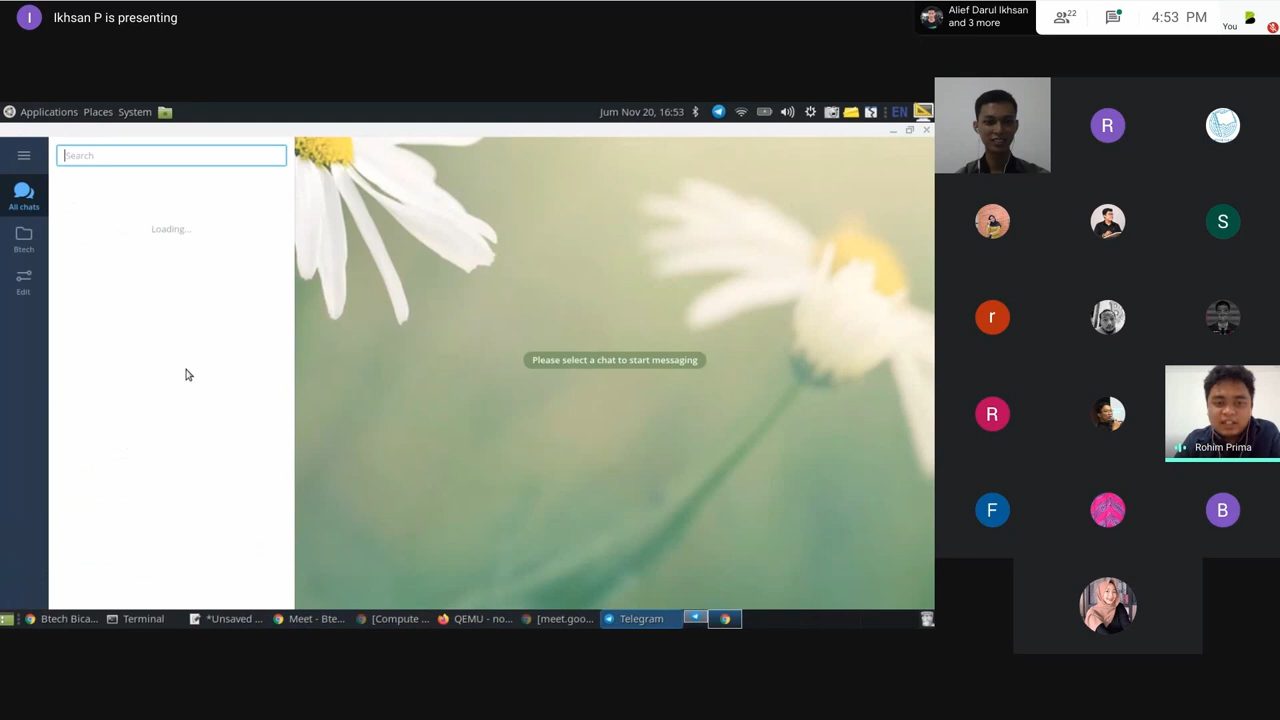 I
Ikhsan P is presenting
Alief Darul Ikhsan
and 3 more
22
4:53 PM
You
Applications Places System
Jum Nov 20, 16:53
EN
Search
All chats
Loading...
Btech
Edit
Please select a chat to start messaging
R
S
r
R
Rohim Prima
F
B
Btech Bica...
Terminal
*Unsaved ...
Meet - Bte...
[Compute ...
QEMU - no...
[meet.goo...
Telegram